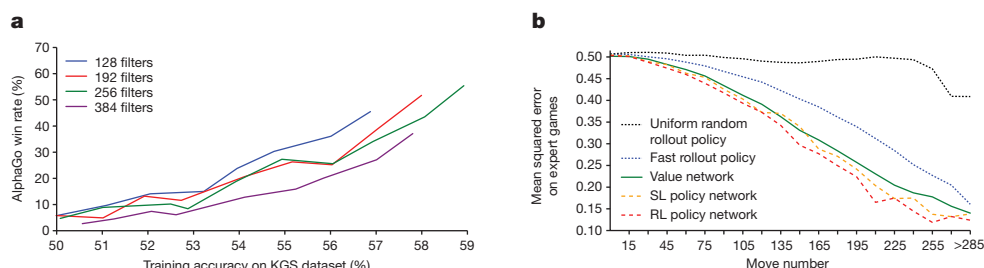 a
AlphaGo win rate (%)
70
60
50
40
30
20
10
0
128 filters
192 filters
256 filters
384 filters
50 51 52 53 54 55 56 57 58 59
Training accuracy on KGS dataset (%)
b
Mean squared error
on expert games
0.50
0.45
0.40
0.35
0.30
0.25
0.20
0.15
0.10
Uniform random
rollout policy
Fast rollout policy
Value network
SL policy network
RL policy network
15 45 75 105 135 165 195 225 255 >285
Move number